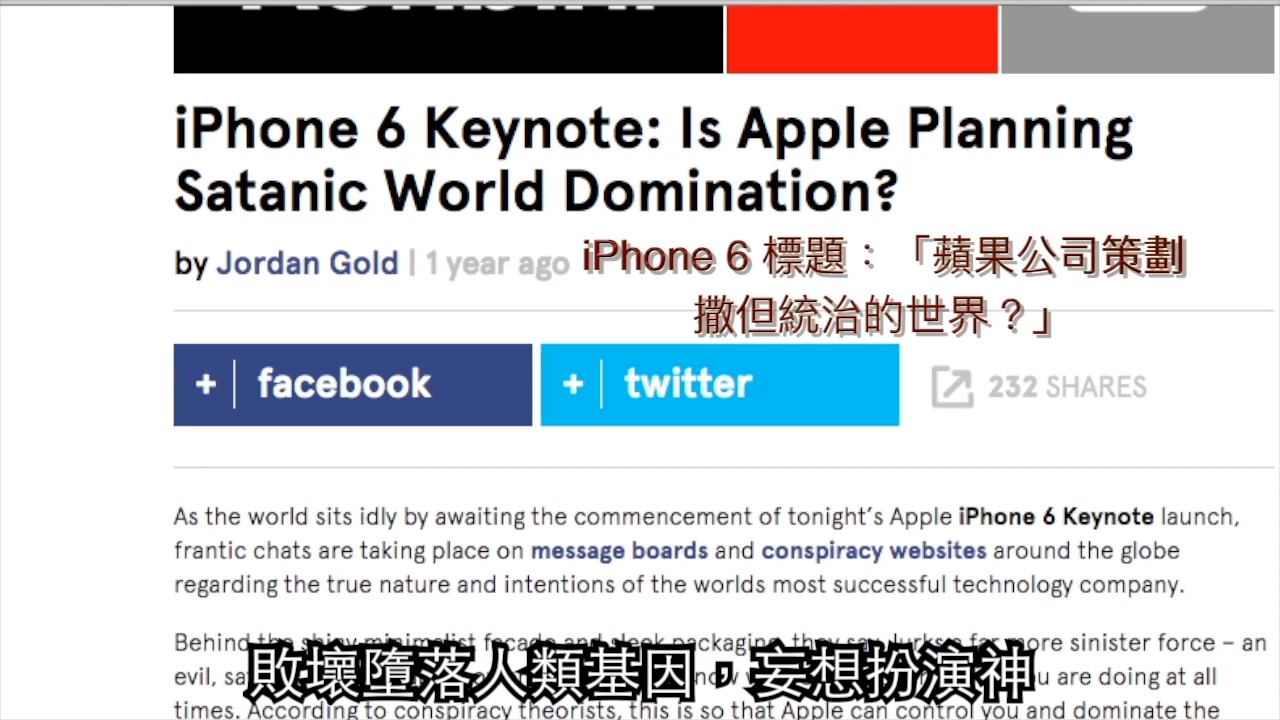 iPhone 6 Keynote: Is Apple Planning
Satanic World Domination?
by Jordan Gold | 1 year ago
iPhone 6 標題：「蘋果公司策劃
撒但統治的世界？」
+ facebook
+ twitter
232 SHARES
As the world sits idly by awaiting the commencement of tonight's Apple iPhone 6 Keynote launch,
frantic chats are taking place on message boards and conspiracy websites around the globe
regarding the true nature and intentions of the worlds most successful technology company.
Behind the shiny minimalist facade and sleek packaging, they say, lurks a far more sinister force – an
evil, you are doing at all
敗壞墮落人類基因，妄想扮演神
times. According to conspiracy theorists, this is so that Apple can control you and dominate the